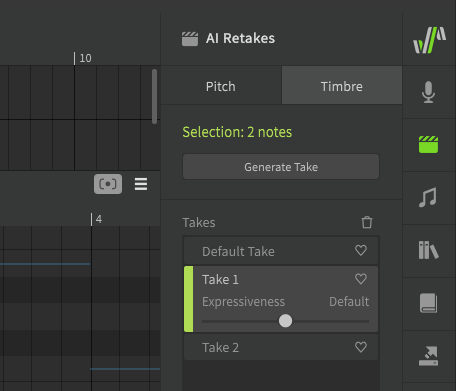 AI Retakes
10
Pitch Timbre
Selection: 2 notes
Generate Take
4
Takes
Default Take
Take 1
Expressiveness Default
Take 2